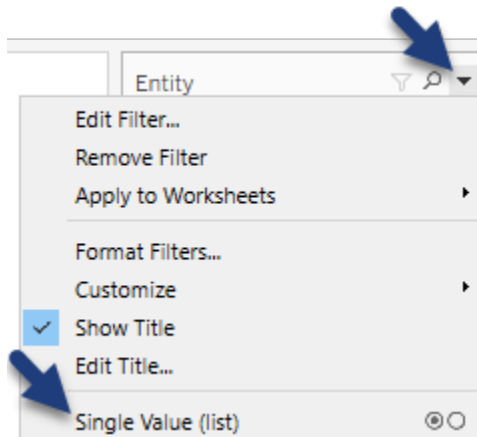 Entity
Edit Filter...
Remove Filter
Apply to Worksheets
Format Filters...
Customize
Show Title
Edit Title...
Single Value (list)